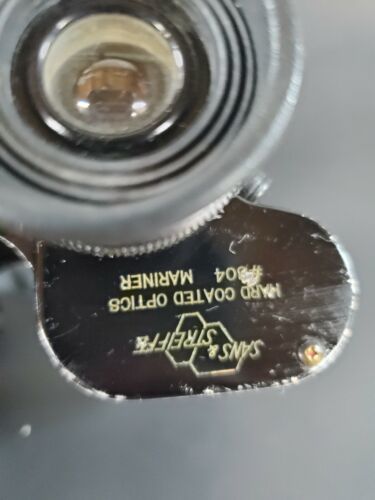 SANS &
STREIFFE
HARD COATED OPTICS
#804 MARINER